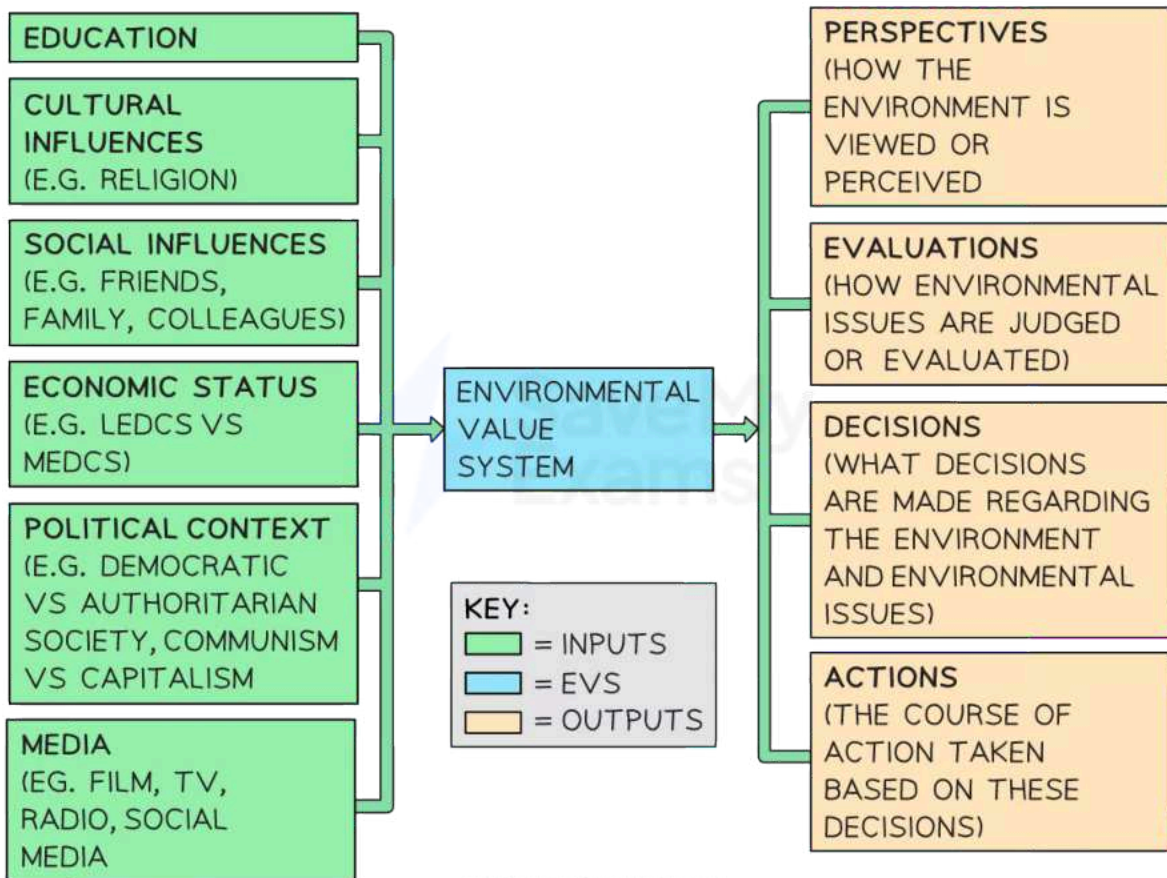 EDUCATION
CULTURAL
INFLUENCES
(E.G. RELIGION)
SOCIAL INFLUENCES
(E.G. FRIENDS,
FAMILY, COLLEAGUES)
ECONOMIC STATUS
(E.G. LEDCS VS
MEDCS)
POLITICAL CONTEXT
(E.G. DEMOCRATIC
VS AUTHORITARIAN
SOCIETY, COMMUNISM
VS CAPITALISM
MEDIA
(EG. FILM, TV,
RADIO, SOCIAL
MEDIA
ENVIRONMENTAL
VALUE
SYSTEM
SaveMy
Exams
KEY:
= INPUTS
= EVS
= OUTPUTS
PERSPECTIVES
(HOW THE
ENVIRONMENT IS
VIEWED OR
PERCEIVED
EVALUATIONS
(HOW ENVIRONMENTAL
ISSUES ARE JUDGED
OR EVALUATED)
DECISIONS
(WHAT DECISIONS
ARE MADE REGARDING
THE ENVIRONMENT
AND ENVIRONMENTAL
ISSUES)
ACTIONS
(THE COURSE OF
ACTION TAKEN
BASED ON THESE
DECISIONS)